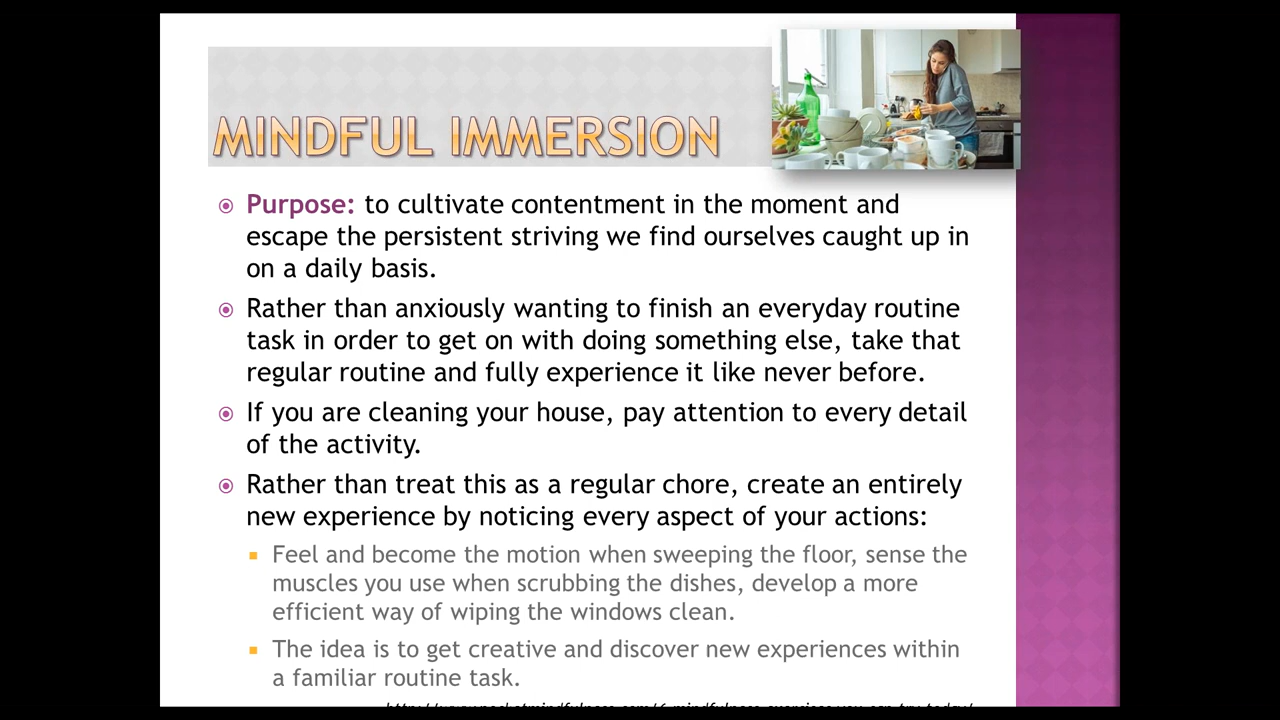 MINDFUL IMMERSION
Purpose: to cultivate contentment in the moment and
escape the persistent striving we find ourselves caught up in
on a daily basis.
Rather than anxiously wanting to finish an everyday routine
task in order to get on with doing something else, take that
regular routine and fully experience it like never before.
If you are cleaning your house, pay attention to every detail
of the activity.
Rather than treat this as a regular chore, create an entirely
new experience by noticing every aspect of your actions:
Feel and become the motion when sweeping the floor, sense the
muscles you use when scrubbing the dishes, develop a more
efficient way of wiping the windows clean.
The idea is to get creative and discover new experiences within
a familiar routine task.